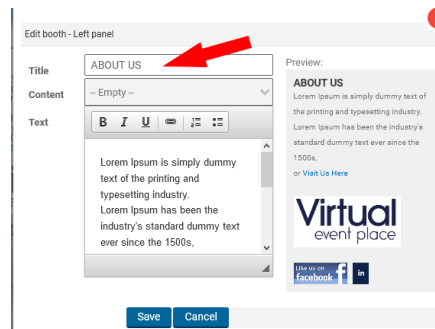 Edit booth - Left panel
Title
ABOUT US
Content
-- Empty --
Text
B I U
Lorem Ipsum is simply dummy
text of the printing and
typesetting industry.
Lorem Ipsum has been the
industry's standard dummy text
ever since the 1500s,
Preview:
ABOUT US
Lorem Ipsum is simply dummy text of
the printing and typesetting industry.
Lorem Ipsum has been the industry's
standard dummy text ever since the
1500s,
or Visit Us Here
Virtual
event place
Like us on
facebook f in
Save Cancel